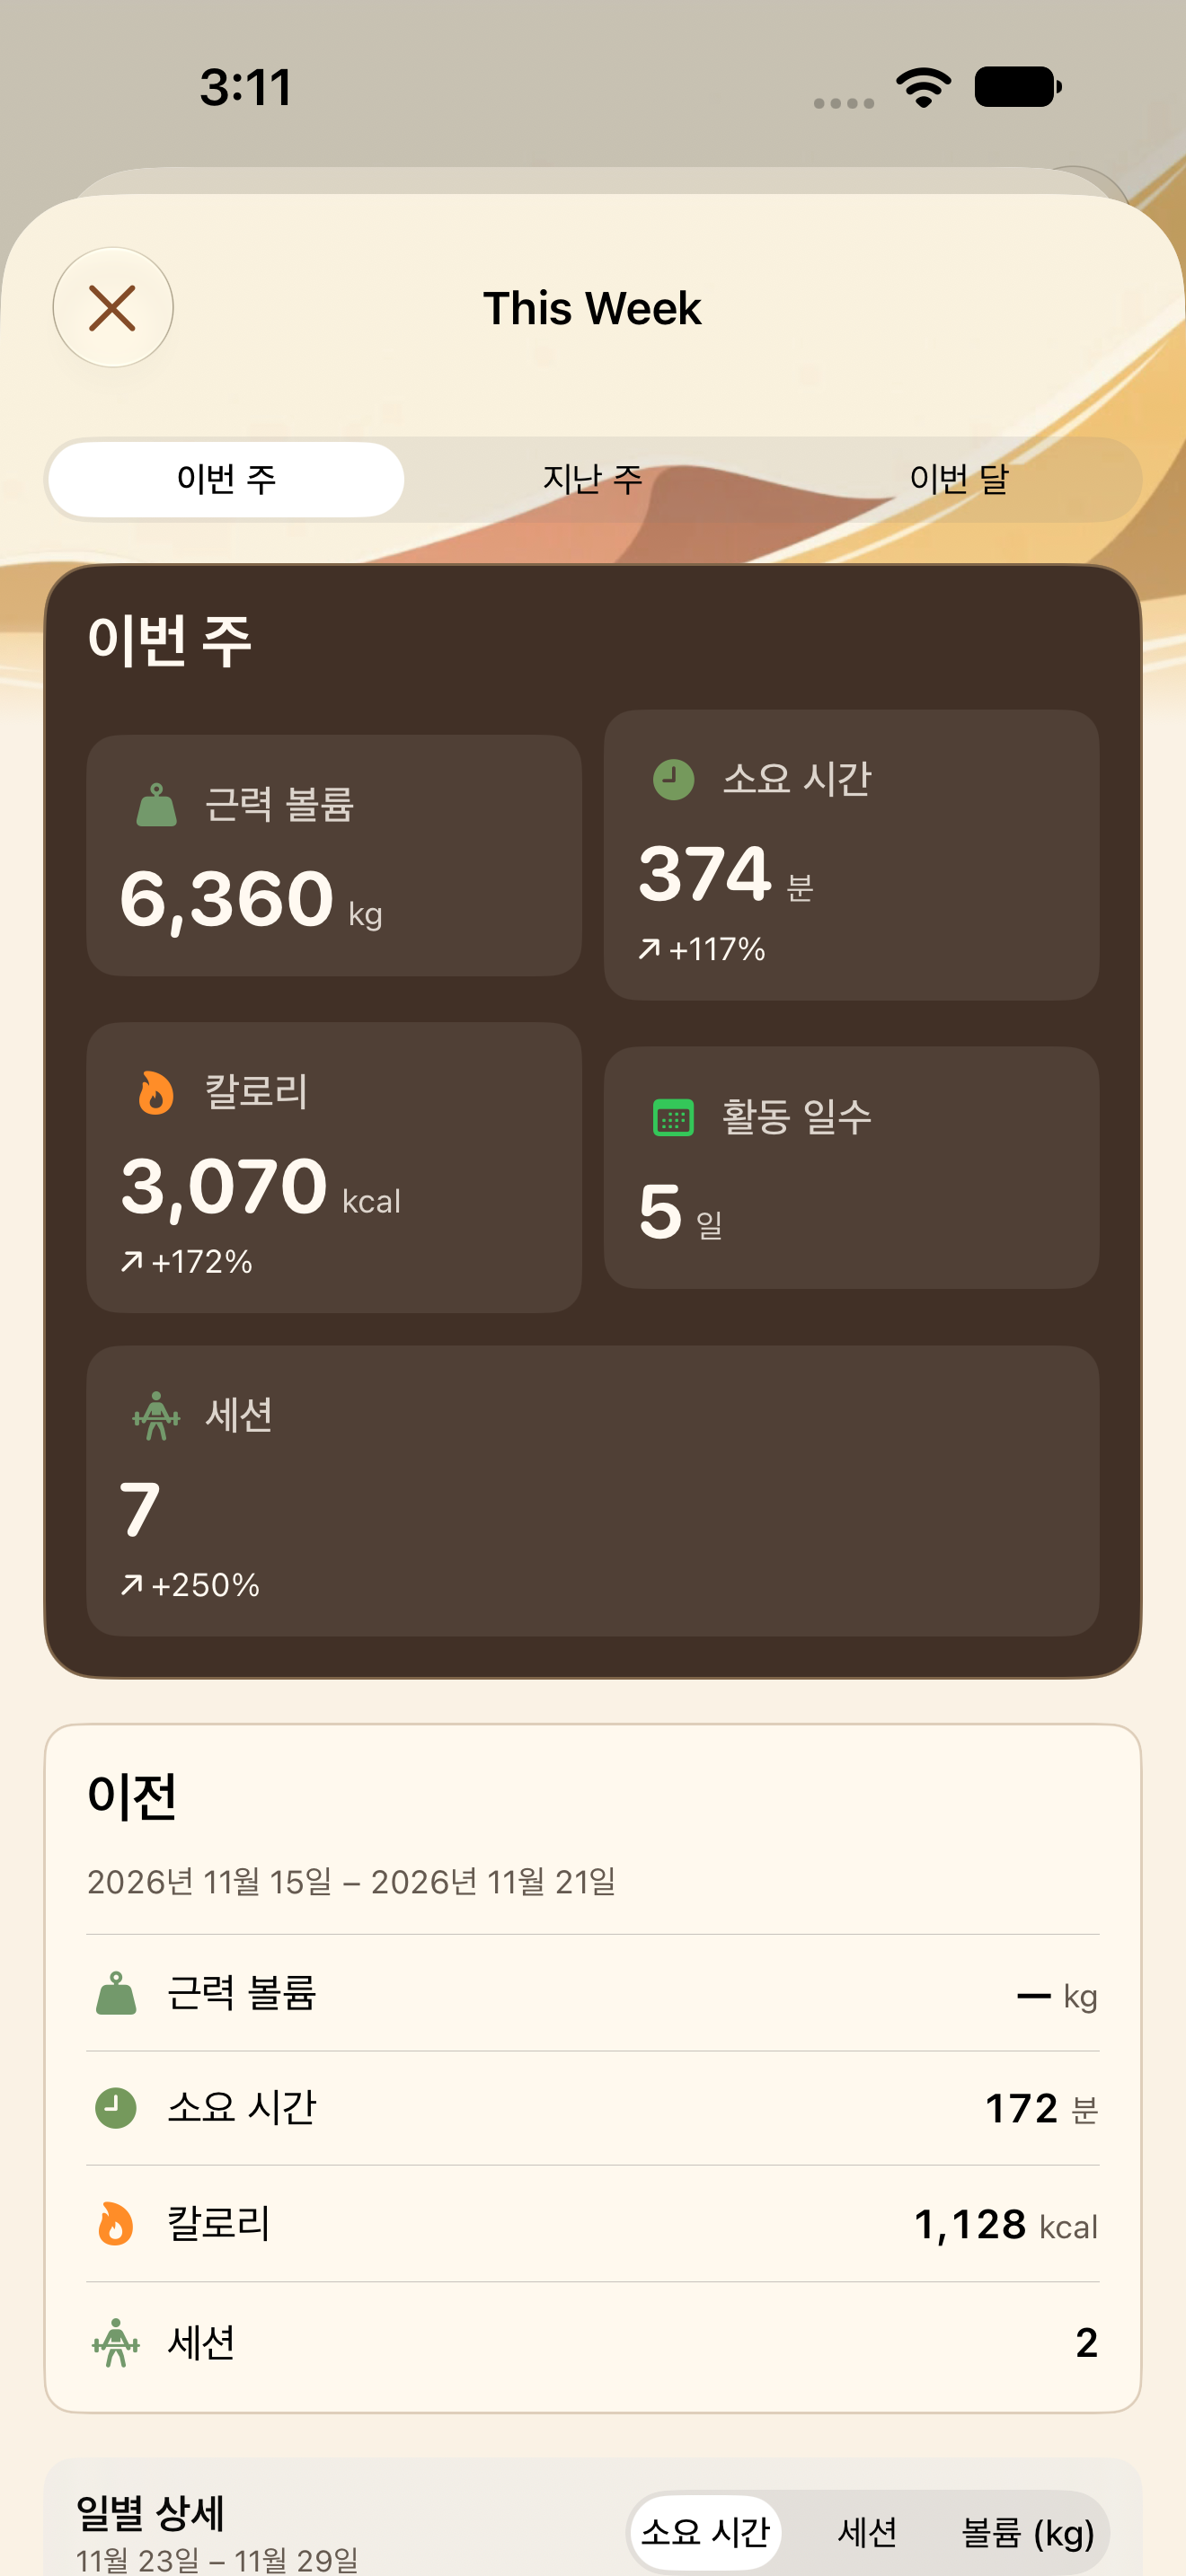 3:11
This Week
이번 주
지난 주
이번 달
이번 주
근력 볼륨
6,360 kg
소요 시간
374 분
+117%
칼로리
3,070 kcal
+172%
활동 일수
5 일
세션
7
+250%
이전
2026년 11월 15일 – 2026년 11월 21일
근력 볼륨 — kg
소요 시간 172 분
칼로리 1,128 kcal
세션 2
일별 상세
11월 23일 – 11월 29일
소요 시간
세션
볼륨 (kg)